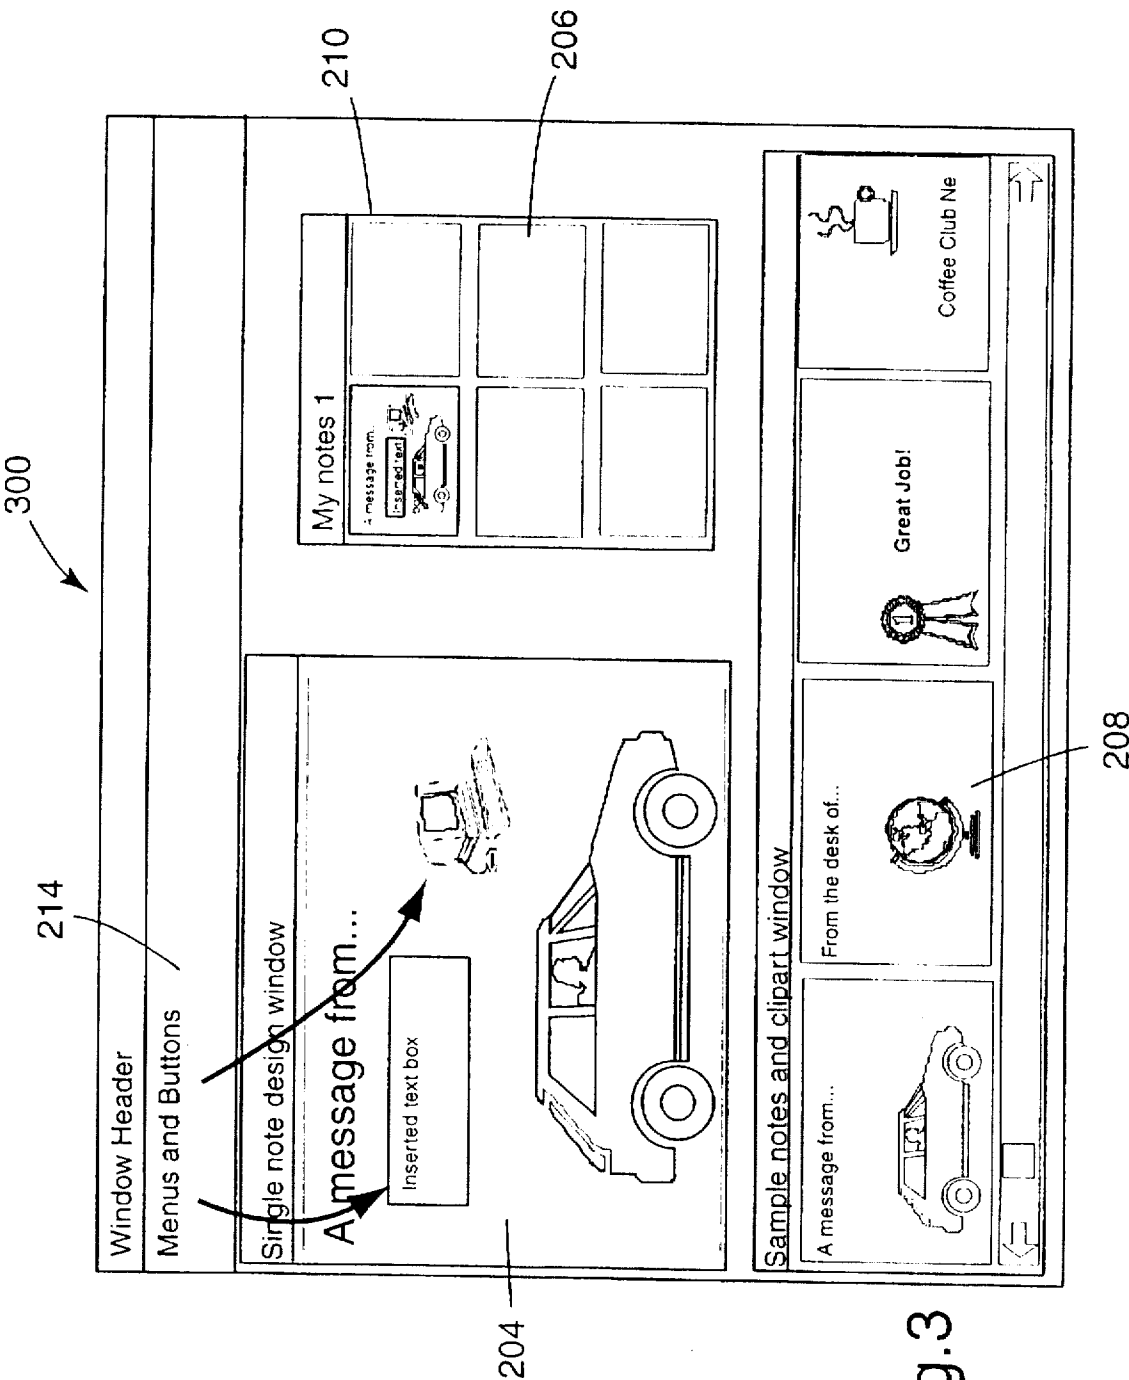 300
Window Header
214
Menus and Buttons
Single note design window
A message from...
Inserted text box
204
My notes 1
210
A message from...
Inserted text
206
Sample notes and clipart window
A message from...
From the desk of...
208
1
Great Job!
Coffee Club Ne
g.3